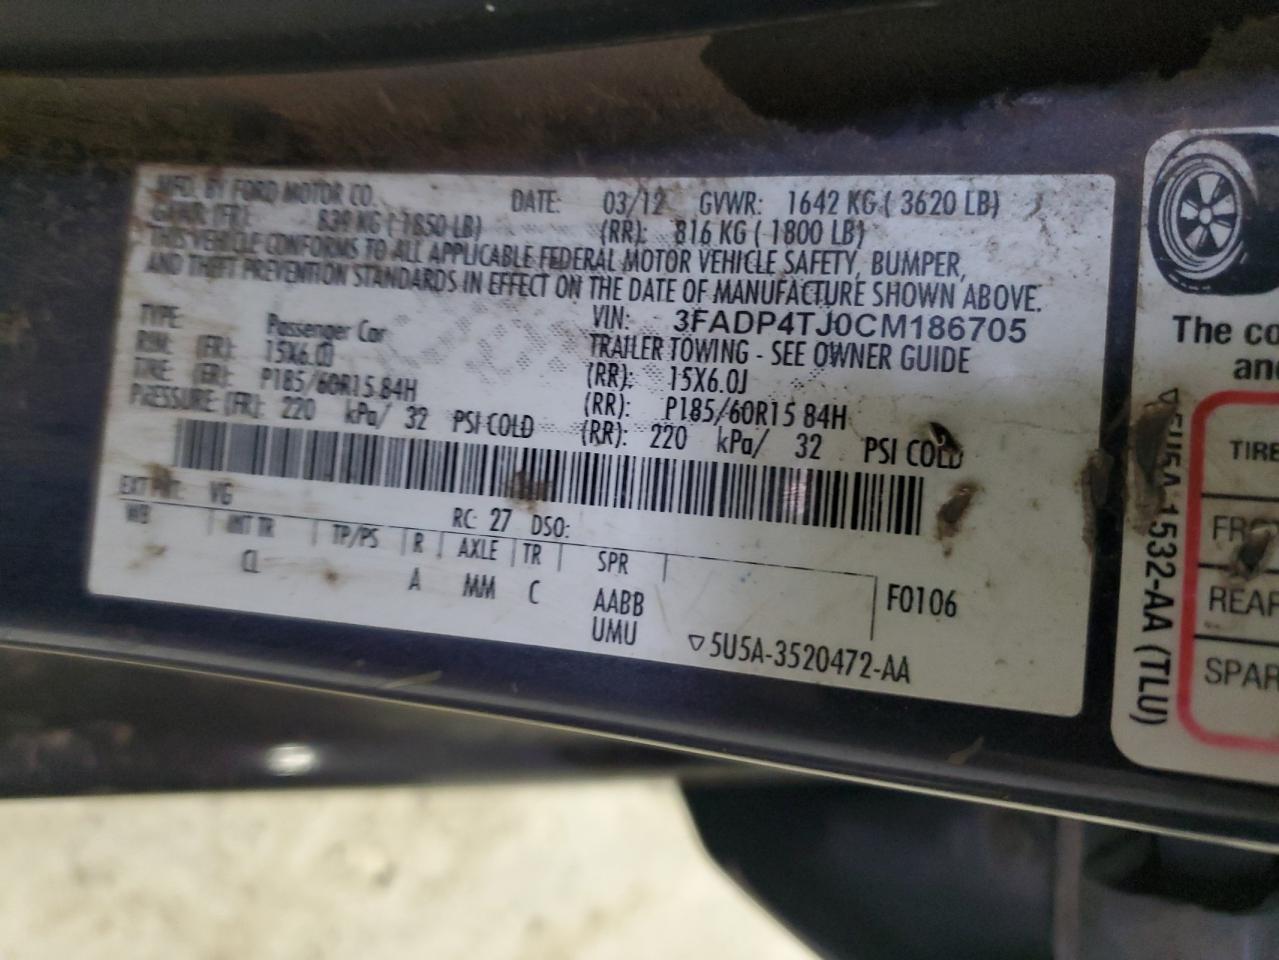 MFD. BY FORD MOTOR CO. DATE: 03/12 GVWR: 1642 KG ( 3620 LB)
GAWR (FR): 839 KG ( 1850 LB) (RR): 816 KG ( 1800 LB)
THIS VEHICLE CONFORMS TO ALL APPLICABLE FEDERAL MOTOR VEHICLE SAFETY, BUMPER,
AND THEFT PREVENTION STANDARDS IN EFFECT ON THE DATE OF MANUFACTURE SHOWN ABOVE.
VIN: 3FADP4TJ0CM186705
TYPE: Passenger Car TRAILER TOWING - SEE OWNER GUIDE
RIM: (FR): 15X6.0J (RR): 15X6.0J
TIRE: (FR): P185/60R15 84H (RR): P185/60R15 84H
PRESSURE (FR): 220 kPa/ 32 PSI COLD (RR): 220 kPa/ 32 PSI COLD
EXT PNT: VG RC: 27 DSO:
WB INT TR TP/PS R AXLE TR SPR
CL A MM C AABB F0106
UMU
▽5U5A-3520472-AA
The co
and
▽5U5A-1532-AA (TLU)
TIRE
FRO
REAR
SPAR